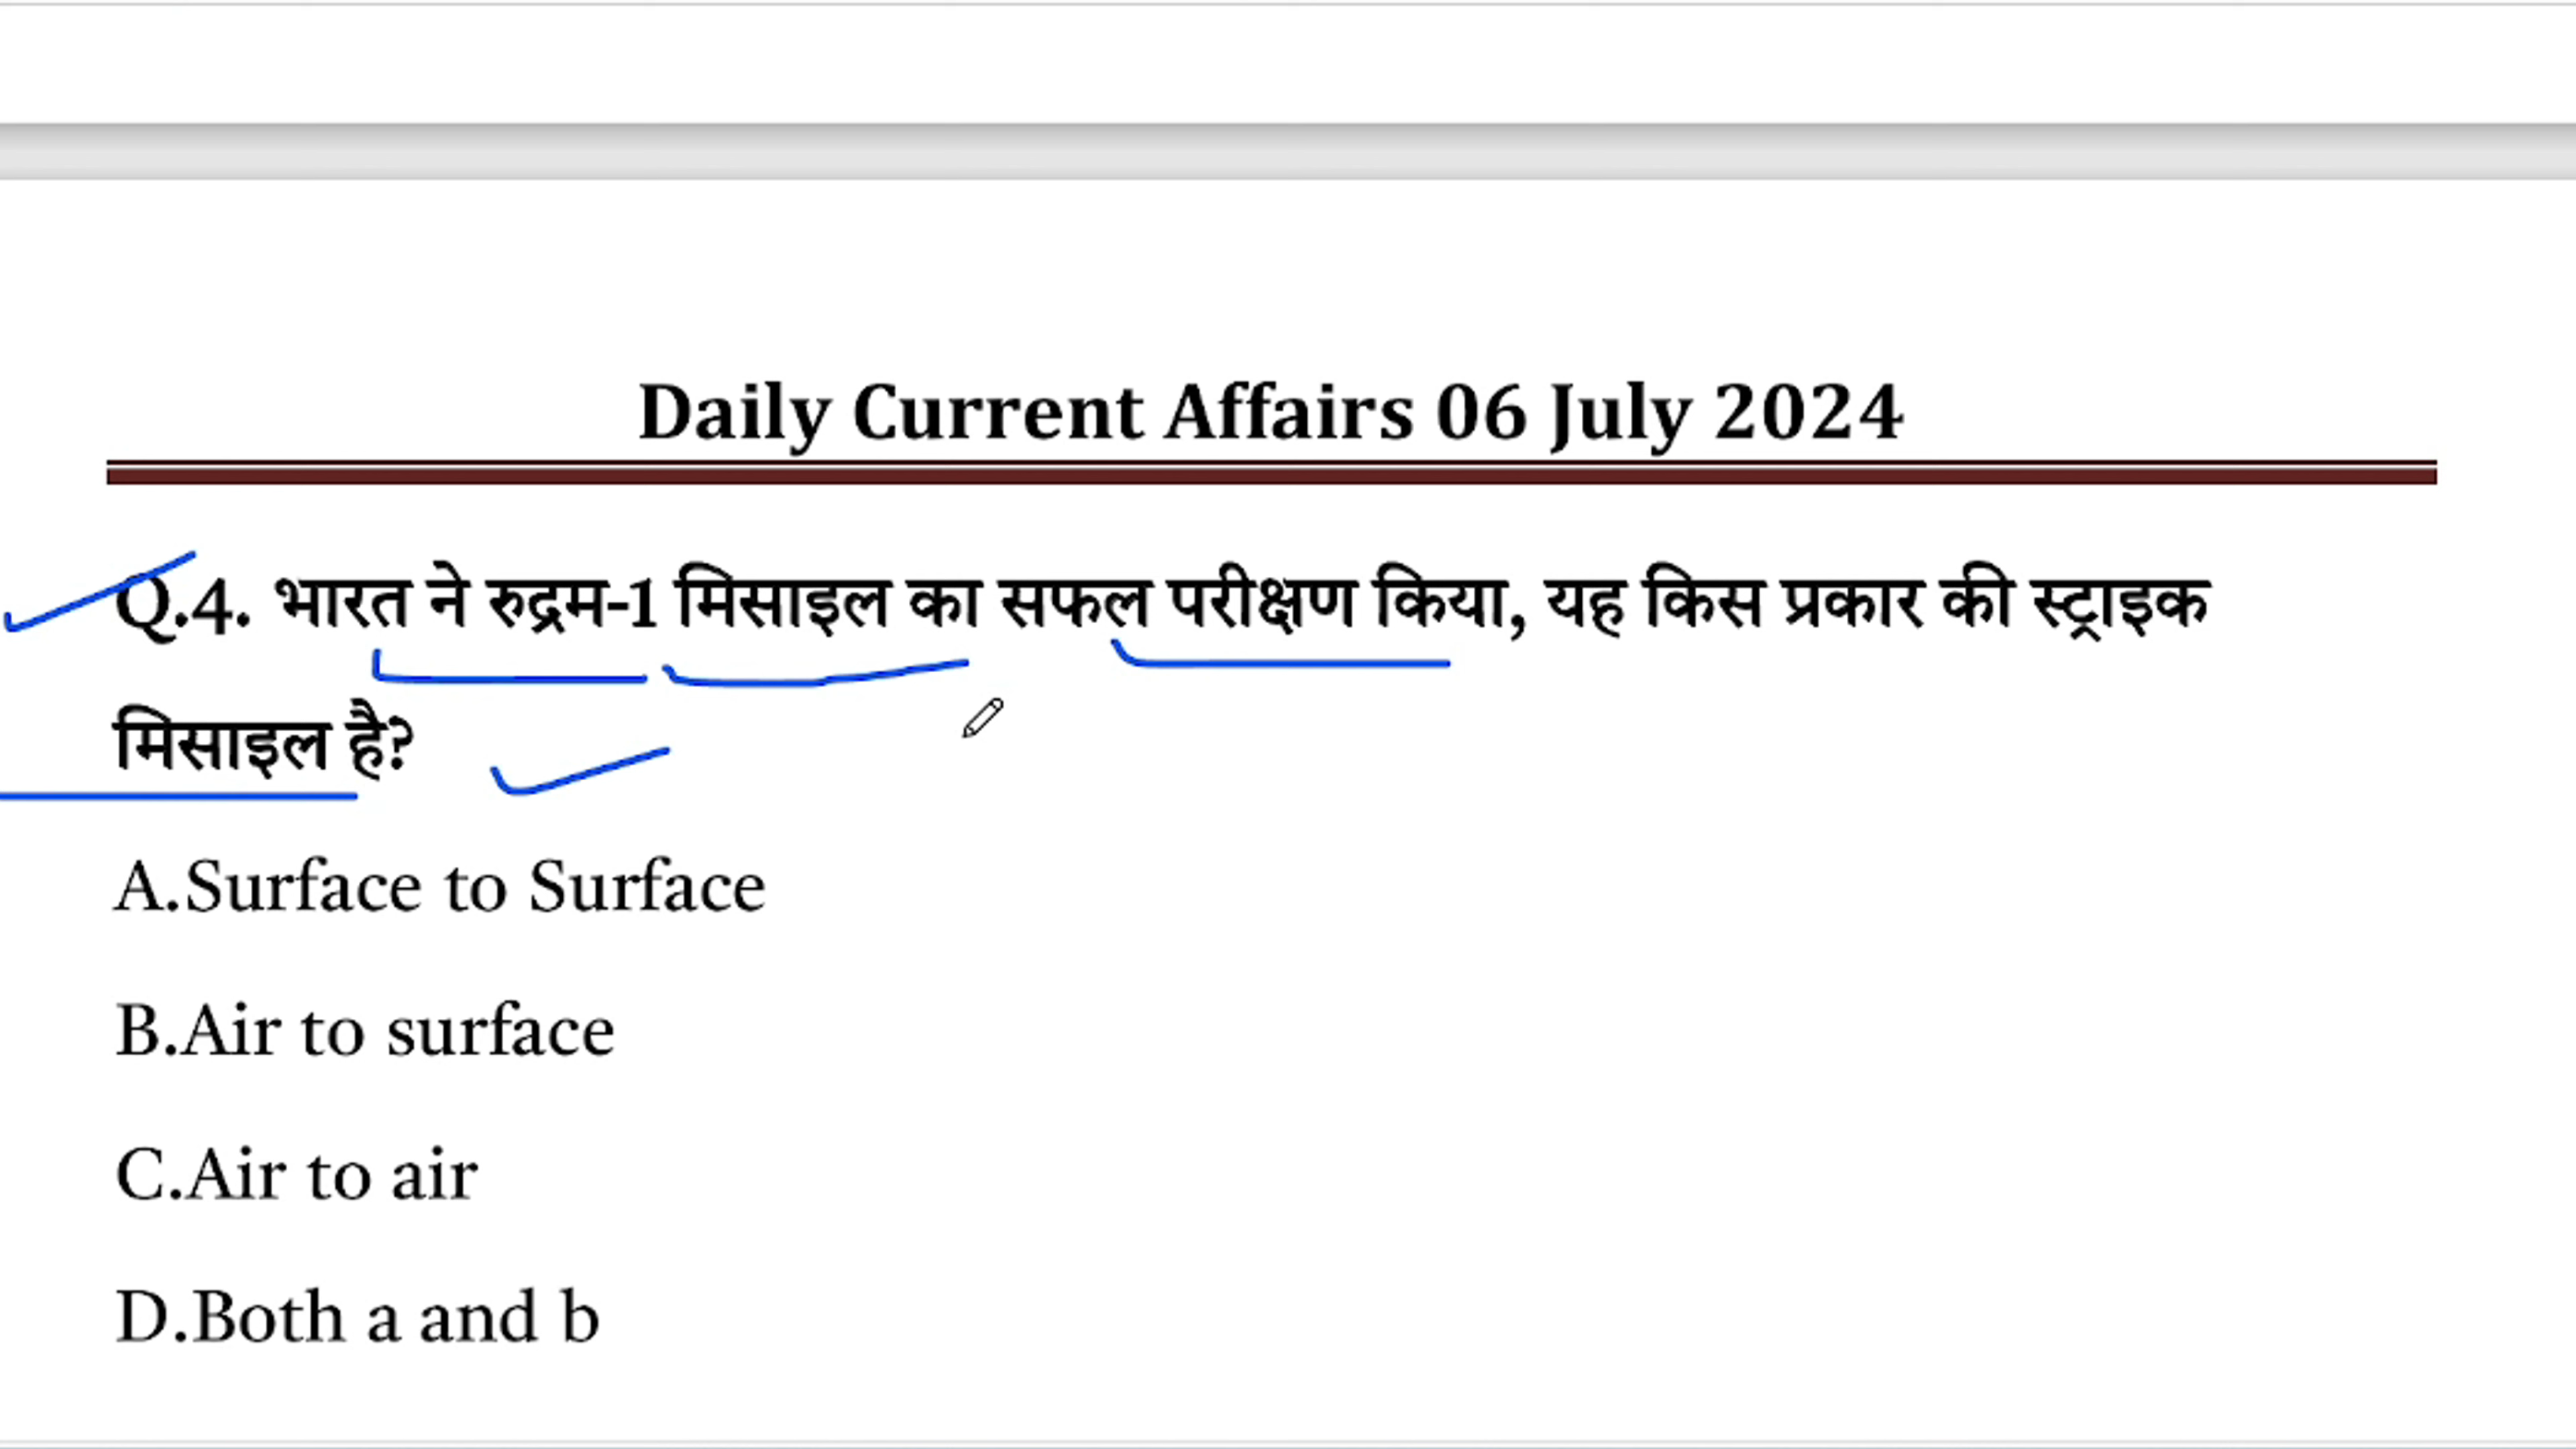 Daily Current Affairs 06 July 2024
Q.4. भारत ने रुद्रम-1 मिसाइल का सफल परीक्षण किया, यह किस प्रकार की स्ट्राइक
मिसाइल है?
A.Surface to Surface
B.Air to surface
C.Air to air
D.Both a and b